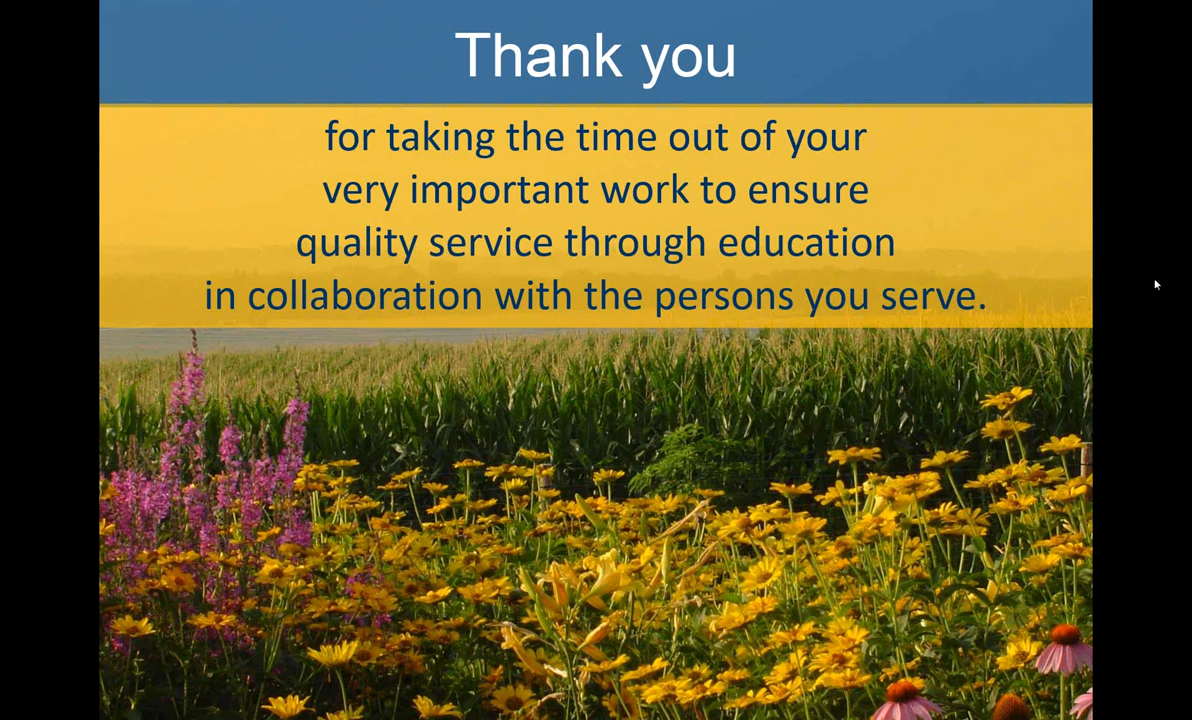 Thank you
for taking the time out of your
very important work to ensure
quality service through education
in collaboration with the persons you serve.